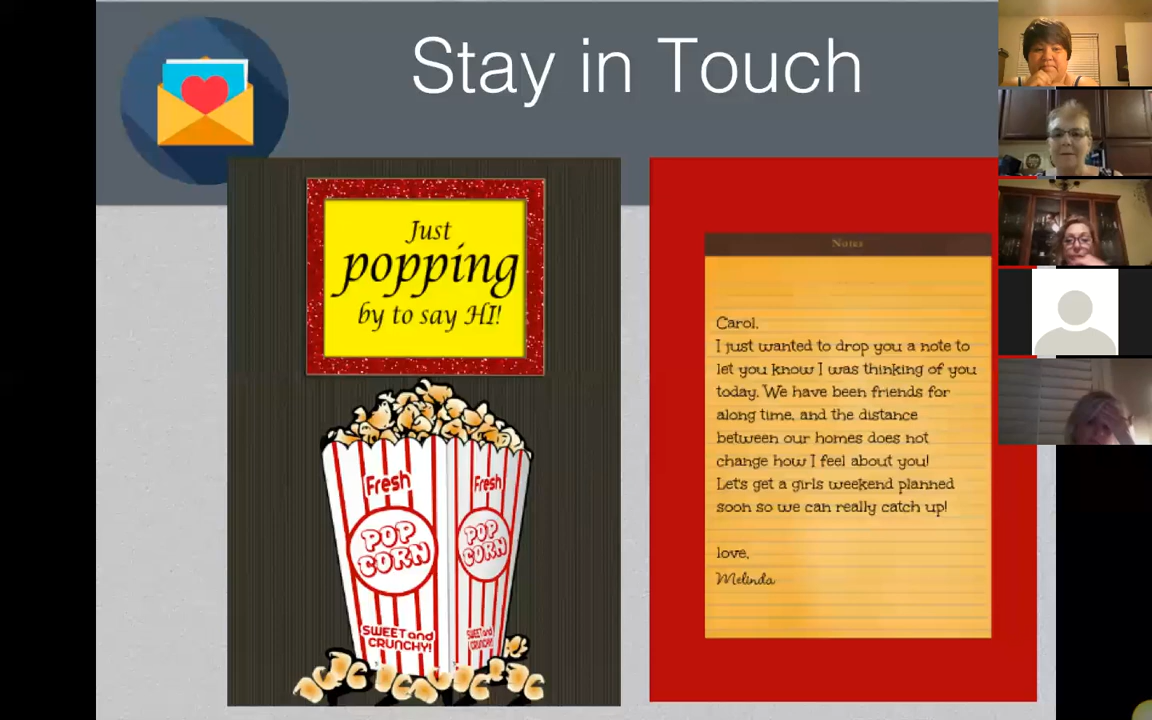 Stay in Touch
Just
popping
by to say HI!
Fresh
Fresh
POP
CORN
POP
CORN
SWEET and
CRUNCHY!
SWEET and
CRUNCHY!
Notes
Carol,
I just wanted to drop you a note to
let you know I was thinking of you
today. We have been friends for
along time, and the distance
between our homes does not
change how I feel about you!
Let's get a girls weekend planned
soon so we can really catch up!
love,
Melinda